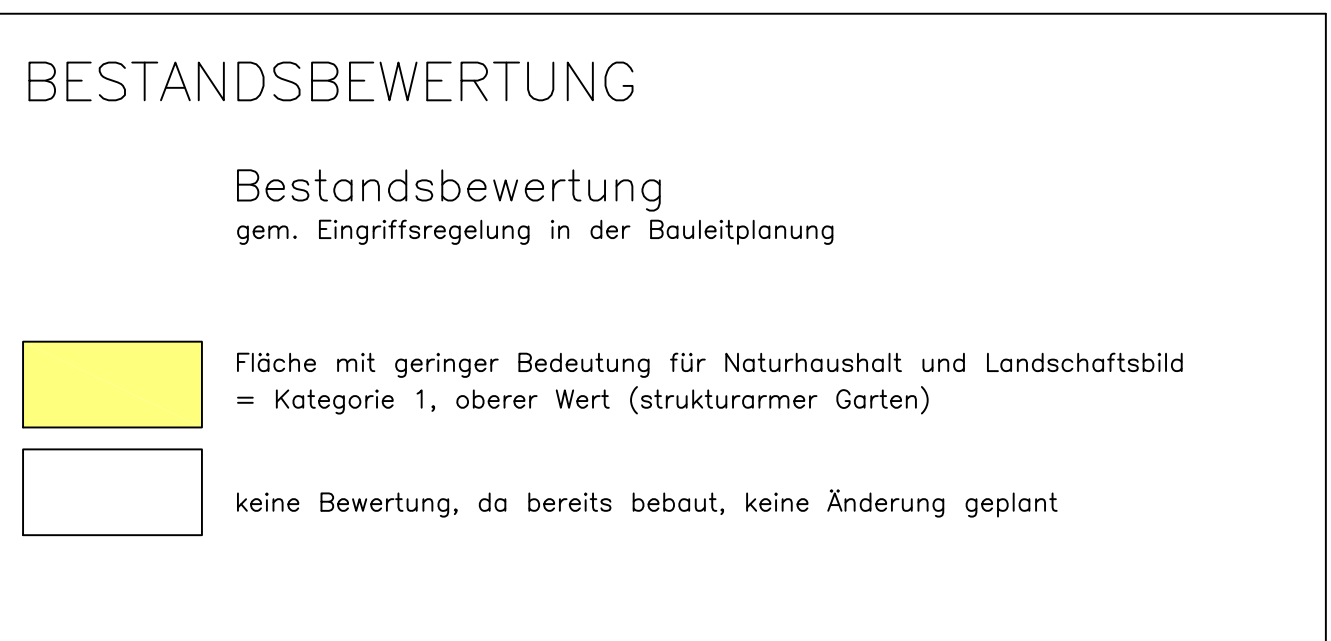 BESTANDSBEWERTUNG
Bestandsbewertung
gem. Eingriffsregelung in der Bauleitplanung
Fläche mit geringer Bedeutung für Naturhaushalt und Landschaftsbild
= Kategorie 1, oberer Wert (strukturarmer Garten)
keine Bewertung, da bereits bebaut, keine Änderung geplant